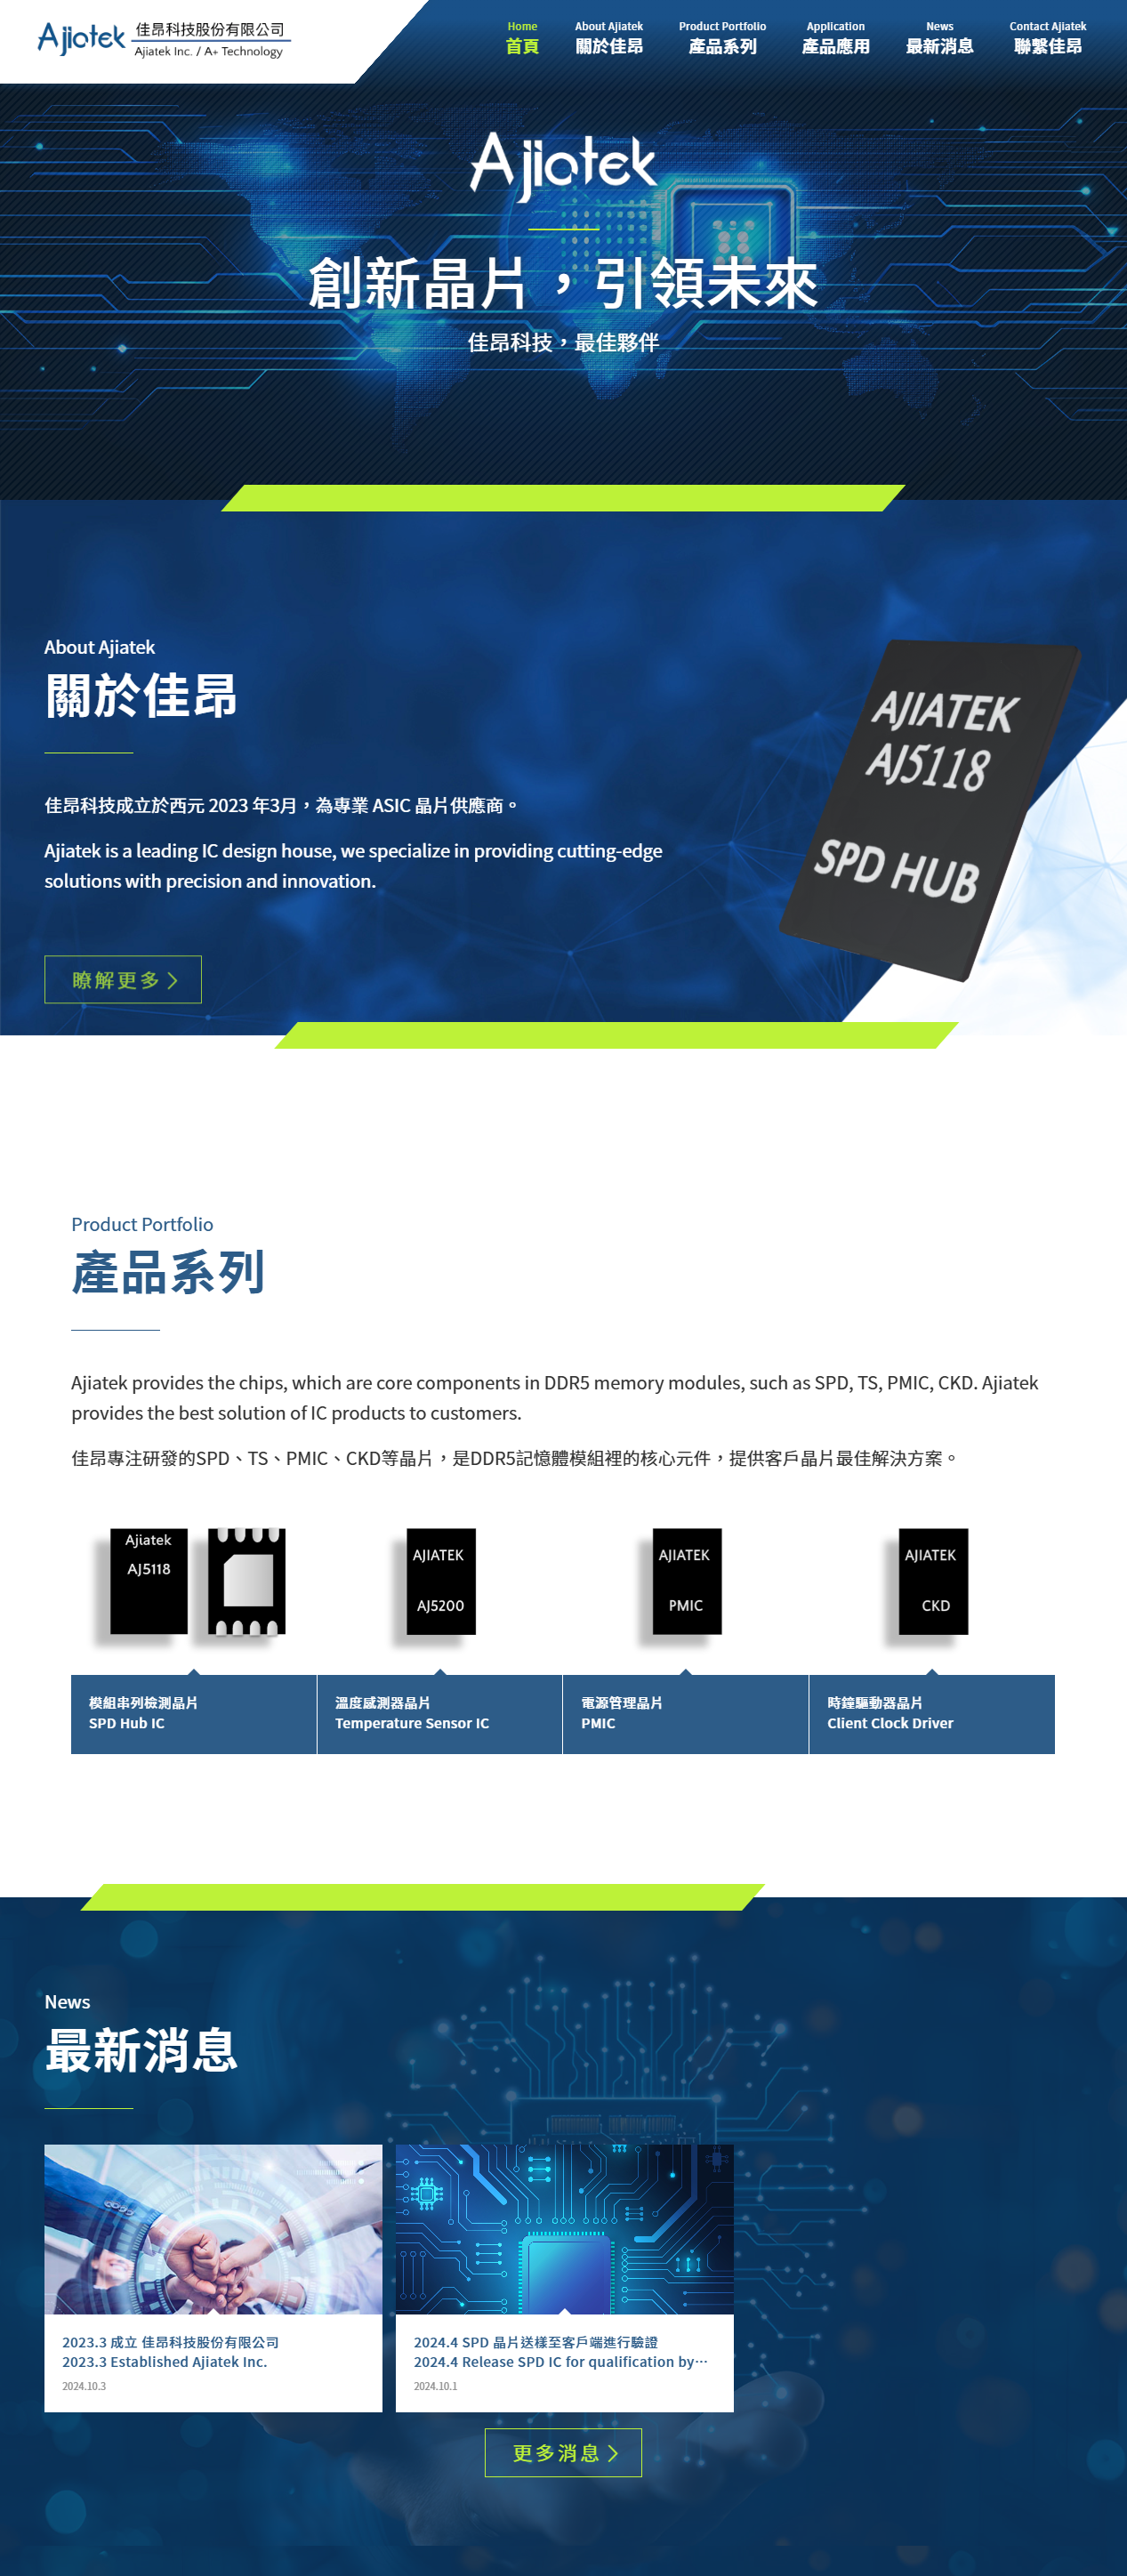 Ajiatek 佳昂科技股份有限公司
Ajiatek Inc. / A+ Technology
Home
首頁
About Ajiatek
關於佳昂
Product Portfolio
產品系列
Application
產品應用
News
最新消息
Contact Ajiatek
聯繫佳昂
Ajiatek
創新晶片，引領未來
佳昂科技，最佳夥伴
About Ajiatek
關於佳昂
佳昂科技成立於西元 2023 年3月，為專業 ASIC 晶片供應商。
Ajiatek is a leading IC design house, we specialize in providing cutting-edge
solutions with precision and innovation.
瞭解更多
AJIATEK
AJ5118
SPD HUB
Product Portfolio
產品系列
Ajiatek provides the chips, which are core components in DDR5 memory modules, such as SPD, TS, PMIC, CKD. Ajiatek
provides the best solution of IC products to customers.
佳昂專注研發的SPD、TS、PMIC、CKD等晶片，是DDR5記憶體模組裡的核心元件，提供客戶晶片最佳解決方案。
Ajiatek
AJ5118
AJIATEK
AJ5200
AJIATEK
PMIC
AJIATEK
CKD
模組串列檢測晶片
SPD Hub IC
溫度感測器晶片
Temperature Sensor IC
電源管理晶片
PMIC
時鐘驅動器晶片
Client Clock Driver
News
最新消息
2023.3 成立 佳昂科技股份有限公司
2023.3 Established Ajiatek Inc.
2024.10.3
2024.4 SPD 晶片送樣至客戶端進行驗證
2024.4 Release SPD IC for qualification by…
2024.10.1
更多消息